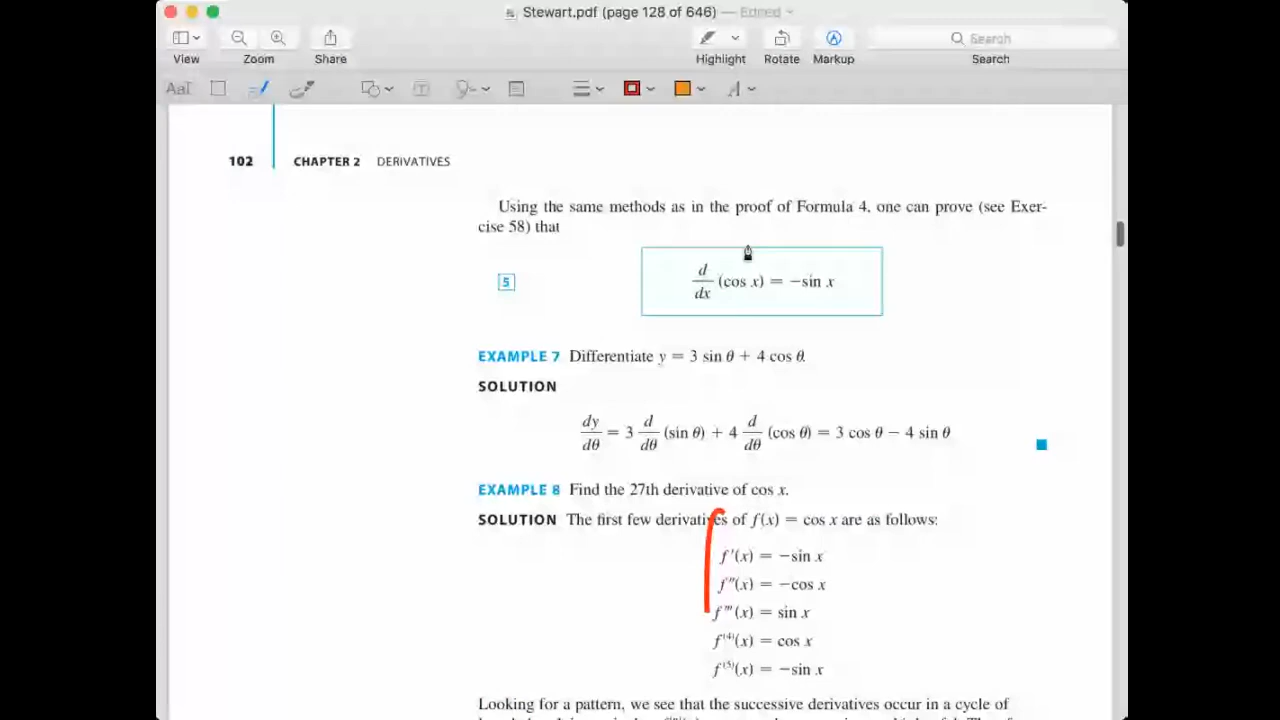 Stewart.pdf (page 128 of 646) — Edited
View Zoom Share Highlight Rotate Markup Search
Search
AaI
102 CHAPTER 2 DERIVATIVES
Using the same methods as in the proof of Formula 4, one can prove (see Exer-
cise 58) that
5 d/dx (cos x) = −sin x
EXAMPLE 7 Differentiate y = 3 sin θ + 4 cos θ.
SOLUTION
dy/dθ = 3 d/dθ (sin θ) + 4 d/dθ (cos θ) = 3 cos θ − 4 sin θ
EXAMPLE 8 Find the 27th derivative of cos x.
SOLUTION The first few derivatives of f(x) = cos x are as follows:
f′(x) = −sin x
f″(x) = −cos x
f‴(x) = sin x
f⁽⁴⁾(x) = cos x
f⁽⁵⁾(x) = −sin x
Looking for a pattern, we see that the successive derivatives occur in a cycle of